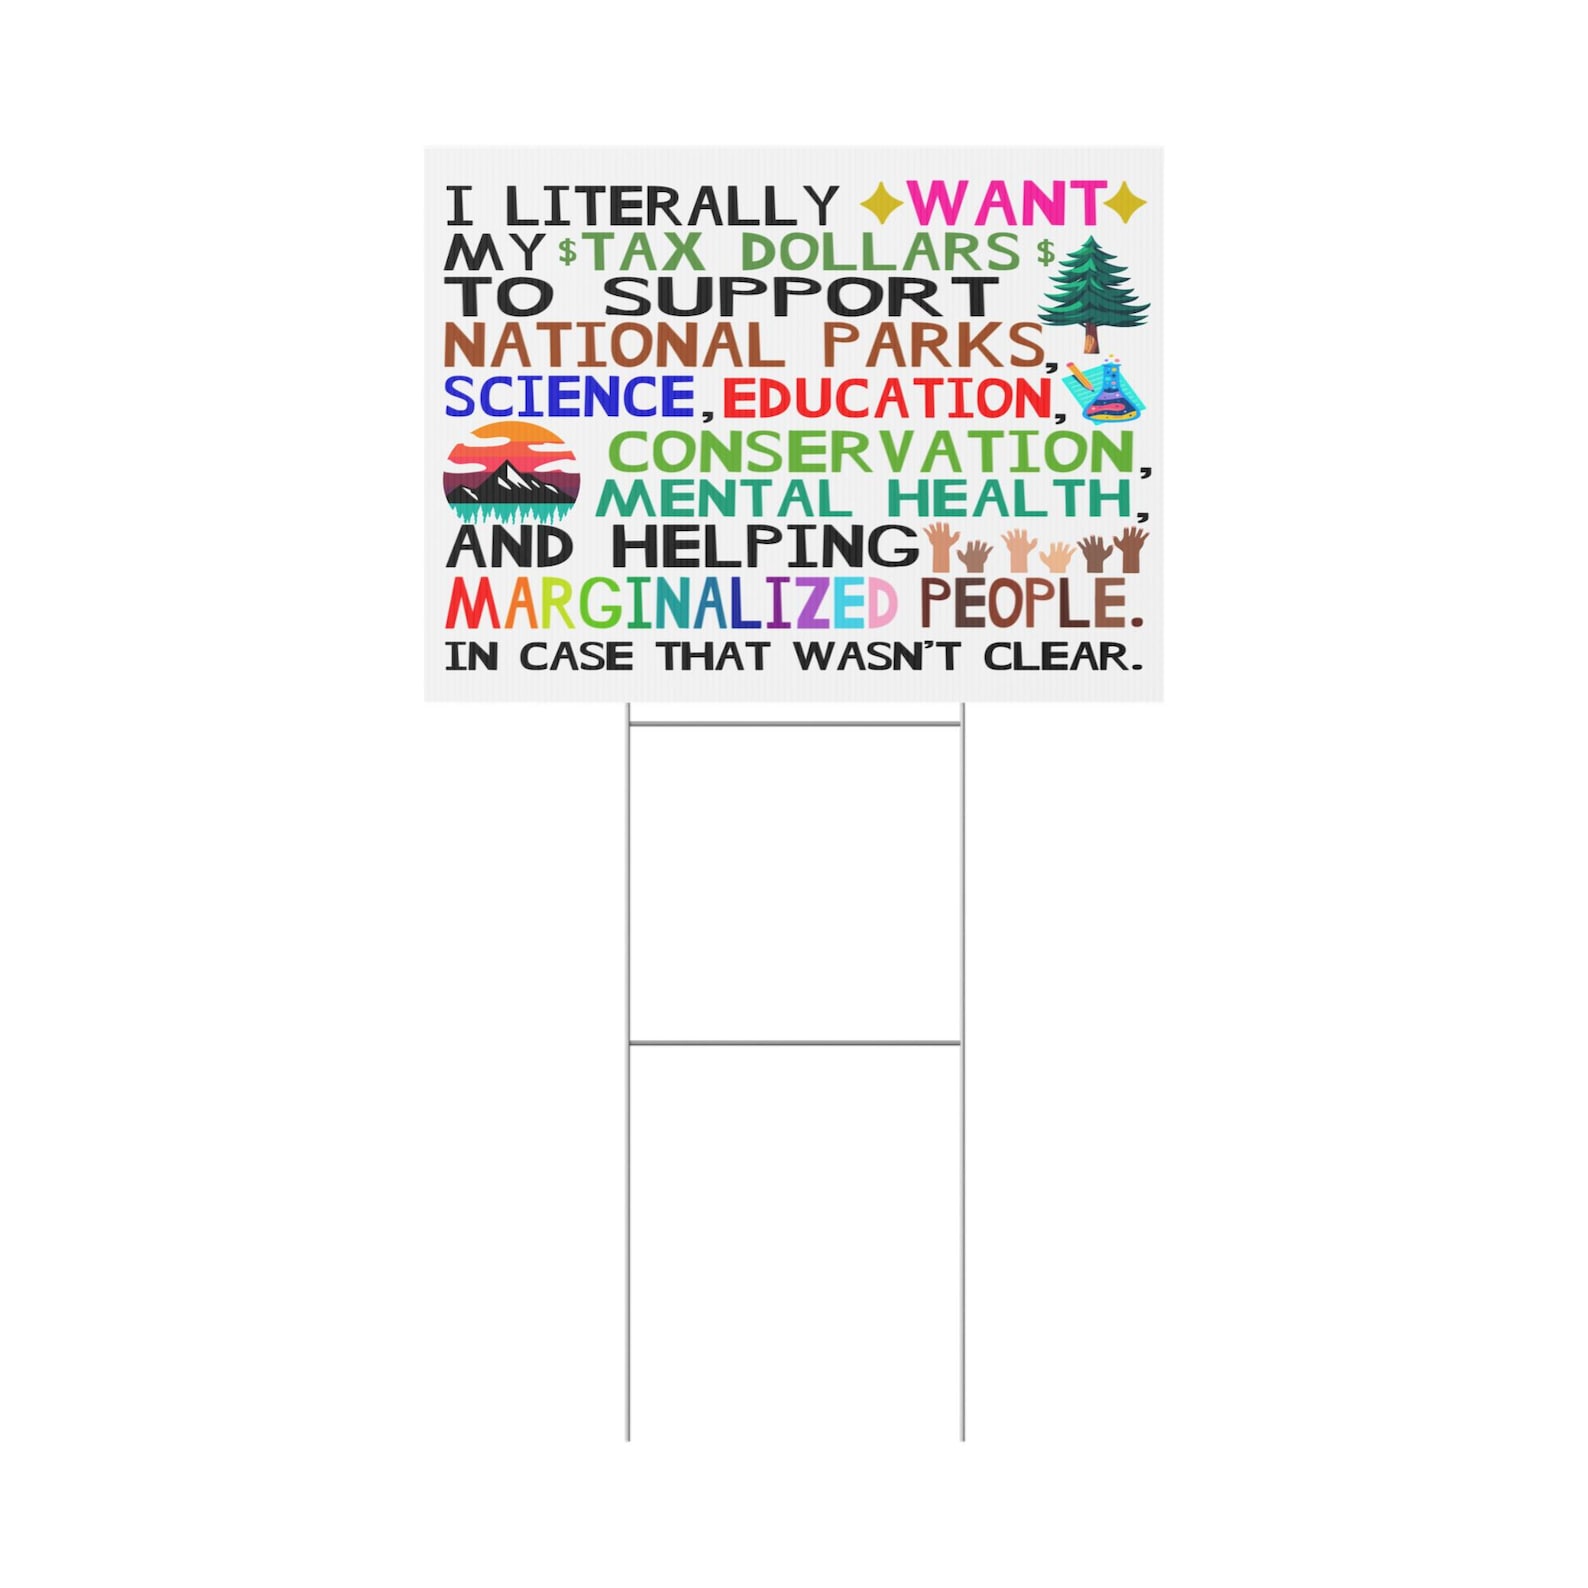 I LITERALLY WANT
MY $TAX DOLLARS $
TO SUPPORT
NATIONAL PARKS,
SCIENCE, EDUCATION,
CONSERVATION,
MENTAL HEALTH,
AND HELPING
MARGINALIZED PEOPLE.
IN CASE THAT WASN'T CLEAR.